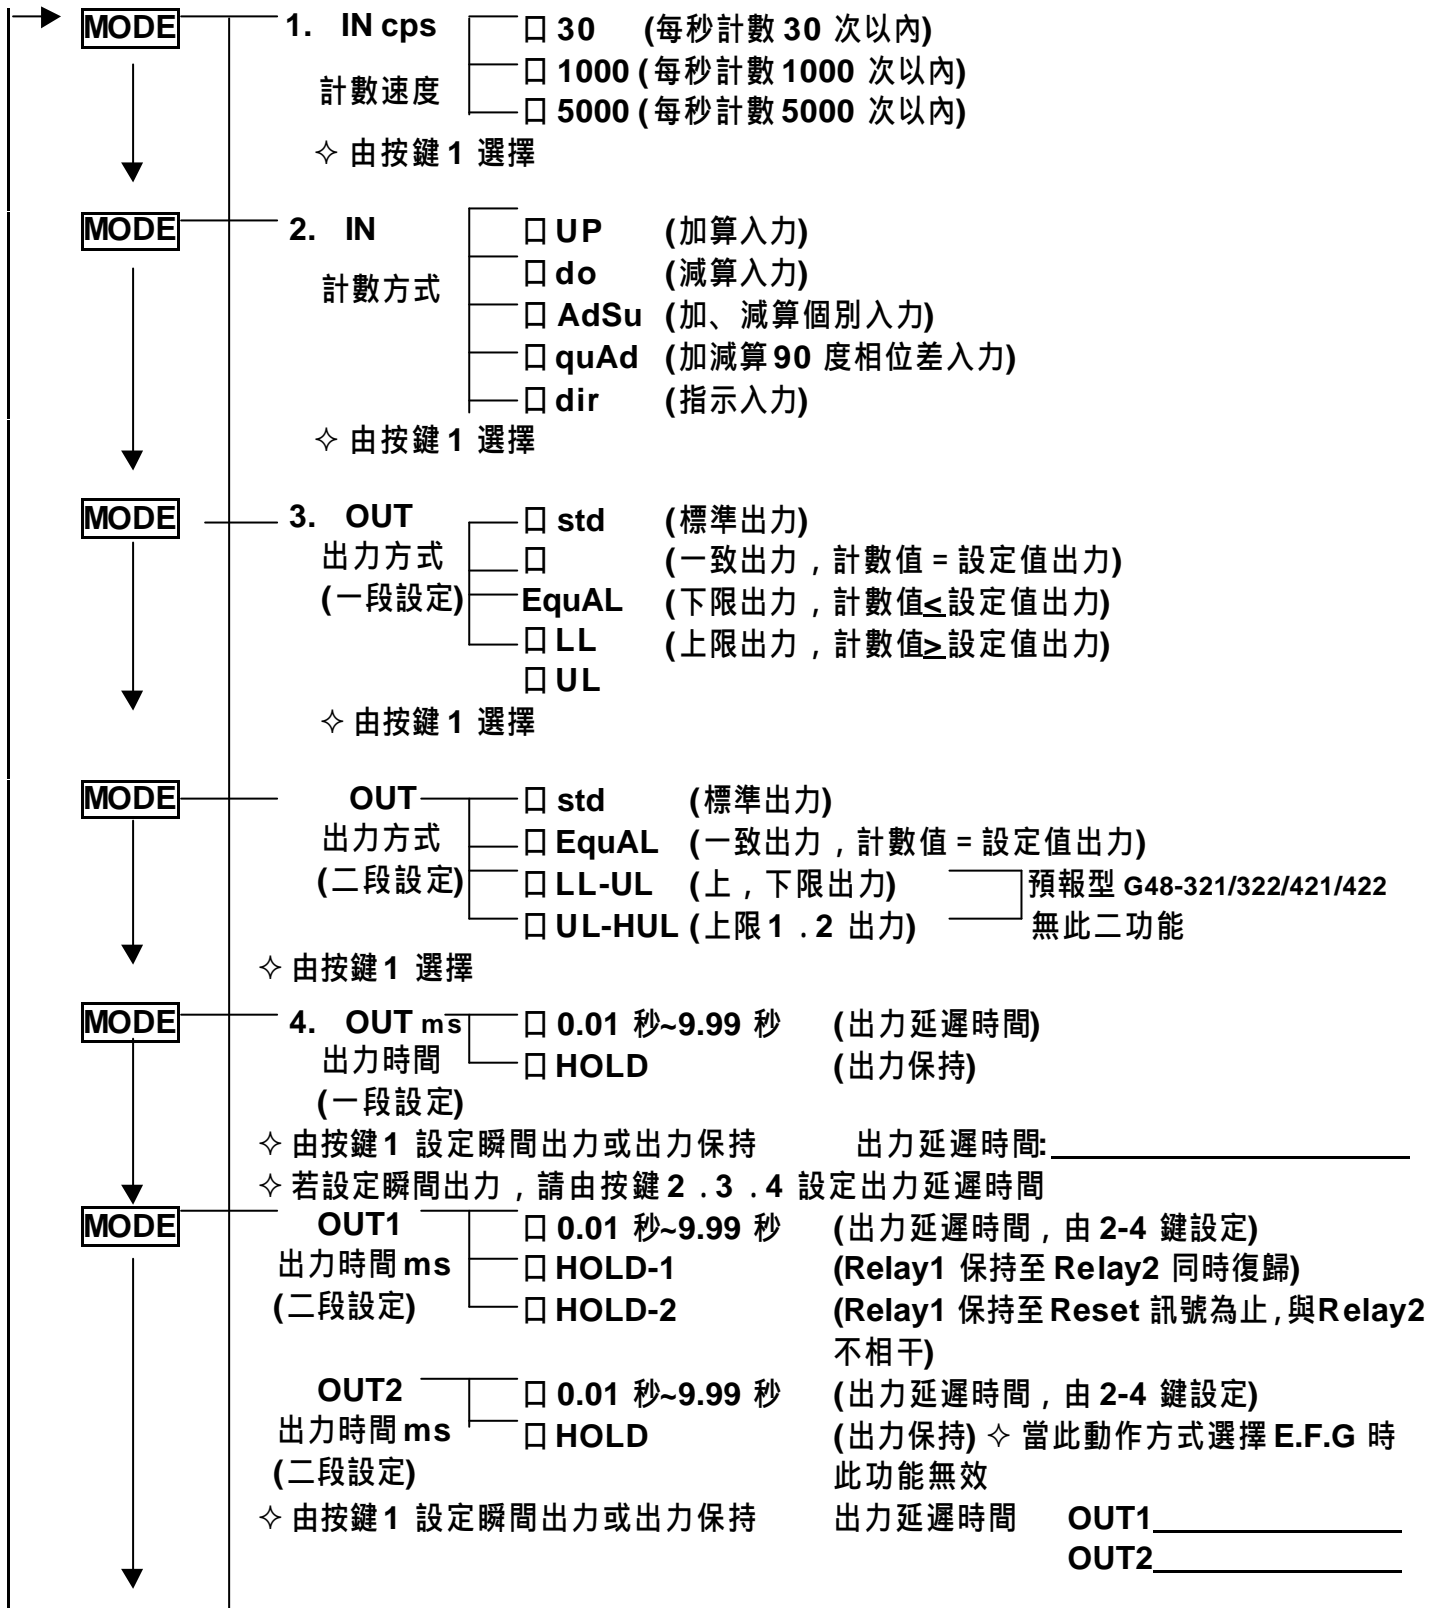 MODE 1. IN cps 口 30 (每秒計數 30 次以內)
口 1000 (每秒計數 1000 次以內)
計數速度
口 5000 (每秒計數 5000 次以內)
✧ 由按鍵 1 選擇
MODE 2. IN 口 UP (加算入力)
口 do (減算入力)
計數方式
口 AdSu (加、減算個別入力)
口 quAd (加減算 90 度相位差入力)
口 dir (指示入力)
✧ 由按鍵 1 選擇
MODE 3. OUT 口 std (標準出力)
出力方式 口 (一致出力，計數值 = 設定值出力)
(一段設定) EquAL (下限出力，計數值<設定值出力)
口 LL (上限出力，計數值>設定值出力)
口 UL
✧ 由按鍵 1 選擇
MODE OUT 口 std (標準出力)
出力方式 口 EquAL (一致出力，計數值 = 設定值出力)
(二段設定) 口 LL-UL (上，下限出力) 預報型 G48-321/322/421/422
口 UL-HUL (上限 1．2 出力) 無此二功能
✧ 由按鍵 1 選擇
MODE 4. OUT ms 口 0.01 秒~9.99 秒 (出力延遲時間)
出力時間 口 HOLD (出力保持)
(一段設定)
✧ 由按鍵 1 設定瞬間出力或出力保持 出力延遲時間:
✧ 若設定瞬間出力，請由按鍵 2．3．4 設定出力延遲時間
MODE OUT1 口 0.01 秒~9.99 秒 (出力延遲時間，由 2-4 鍵設定)
出力時間 ms 口 HOLD-1 (Relay1 保持至 Relay2 同時復歸)
(二段設定) 口 HOLD-2 (Relay1 保持至 Reset 訊號為止，與Relay2
不相干)
OUT2 口 0.01 秒~9.99 秒 (出力延遲時間，由 2-4 鍵設定)
出力時間 ms 口 HOLD (出力保持) ✧ 當此動作方式選擇 E.F.G 時
(二段設定) 此功能無效
✧ 由按鍵 1 設定瞬間出力或出力保持 出力延遲時間 OUT1
OUT2